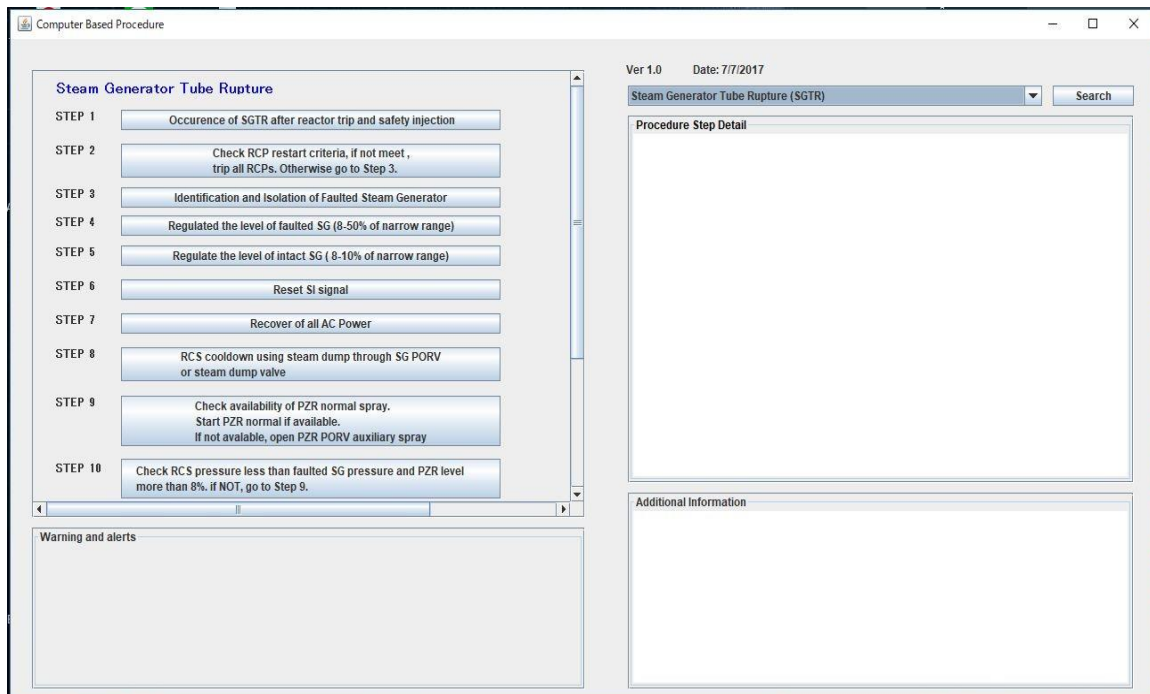 Computer Based Procedure
Steam Generator Tube Rupture
STEP 1
Occurence of SGTR after reactor trip and safety injection
STEP 2
Check RCP restart criteria, if not meet ,
trip all RCPs. Otherwise go to Step 3.
STEP 3
Identification and Isolation of Faulted Steam Generator
STEP 4
Regulated the level of faulted SG (8-50% of narrow range)
STEP 5
Regulate the level of intact SG ( 8-10% of narrow range)
STEP 6
Reset SI signal
STEP 7
Recover of all AC Power
STEP 8
RCS cooldown using steam dump through SG PORV
or steam dump valve
STEP 9
Check availability of PZR normal spray.
Start PZR normal if available.
If not avalable, open PZR PORV auxiliary spray
STEP 10
Check RCS pressure less than faulted SG pressure and PZR level
more than 8%. if NOT, go to Step 9.
Warning and alerts
Ver 1.0 Date: 7/7/2017
Steam Generator Tube Rupture (SGTR)
Search
Procedure Step Detail
Additional Information